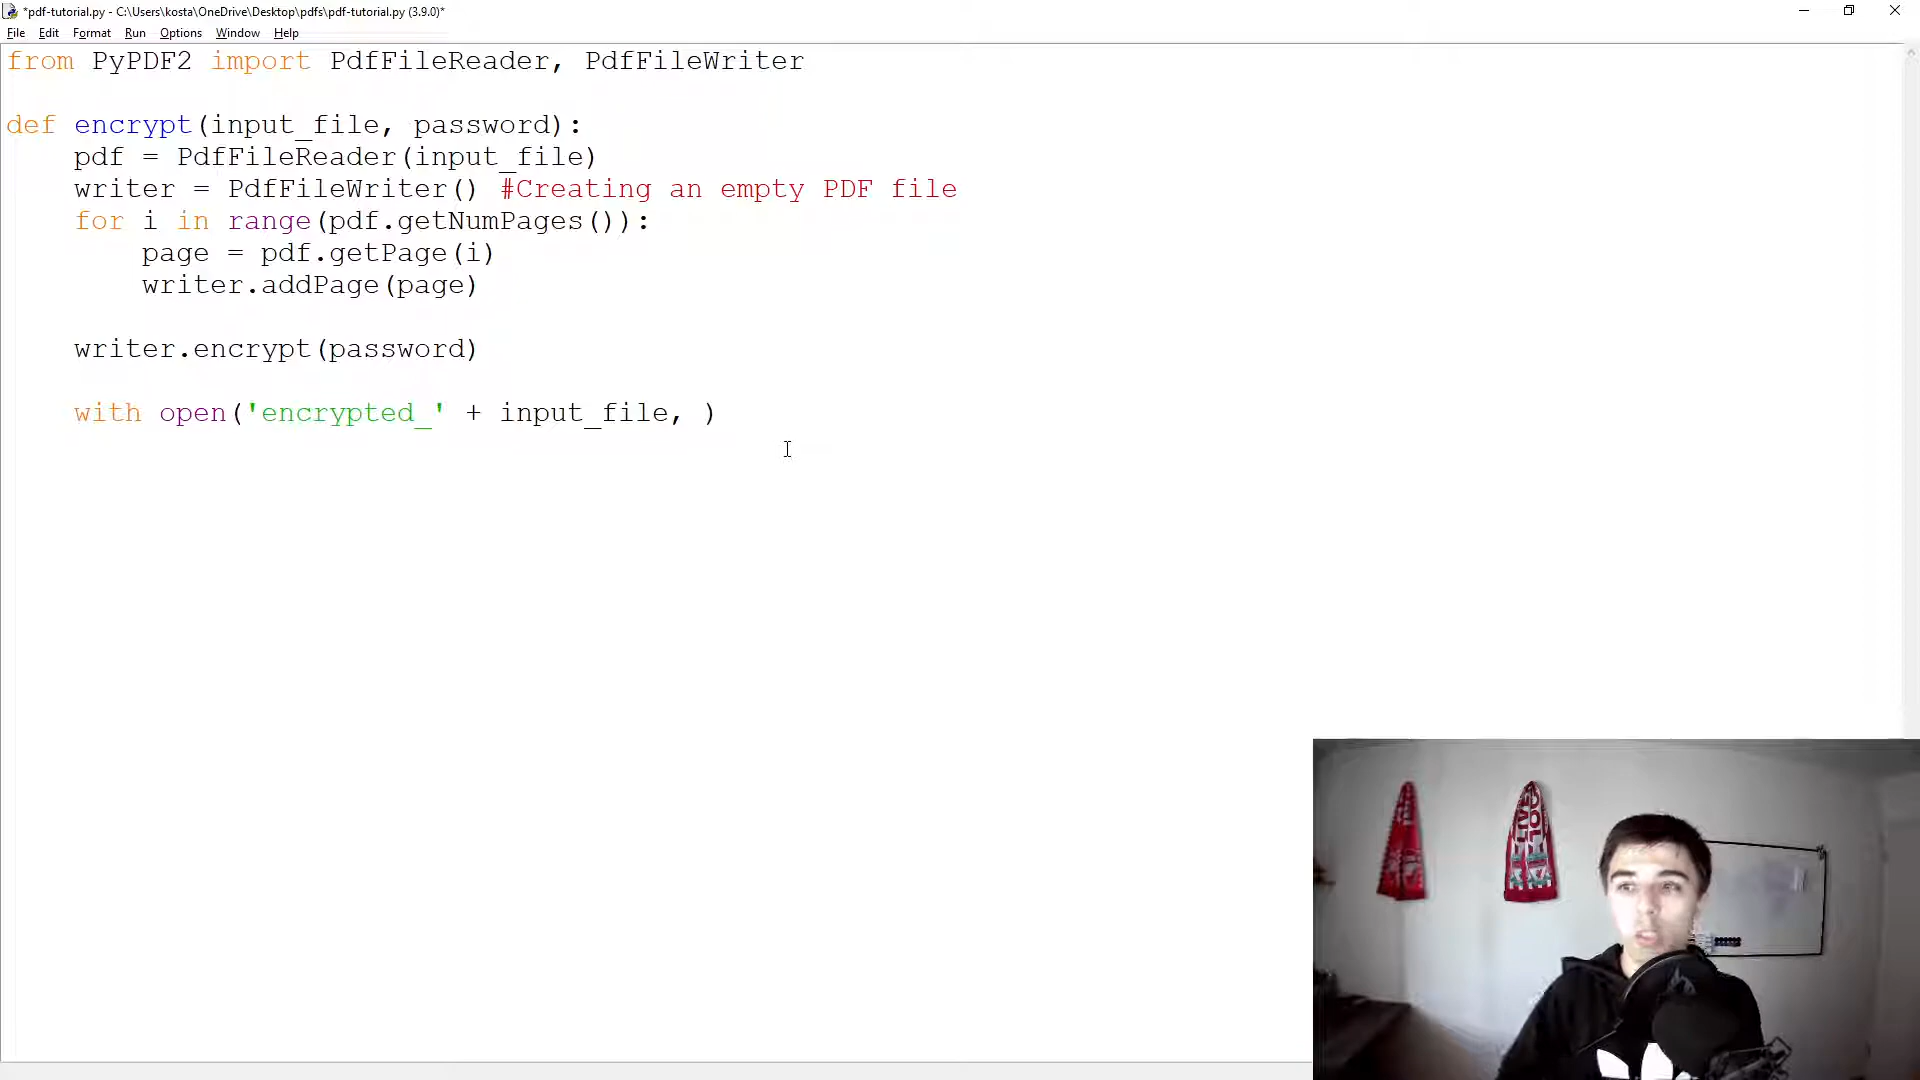 *pdf-tutorial.py - C:\Users\kosta\OneDrive\Desktop\pdfs\pdf-tutorial.py (3.9.0)*
File Edit Format Run Options Window Help
from PyPDF2 import PdfFileReader, PdfFileWriter
def encrypt(input_file, password):
    pdf = PdfFileReader(input_file)
    writer = PdfFileWriter() #Creating an empty PDF file
    for i in range(pdf.getNumPages()):
        page = pdf.getPage(i)
        writer.addPage(page)
    writer.encrypt(password)
    with open('encrypted_' + input_file, )